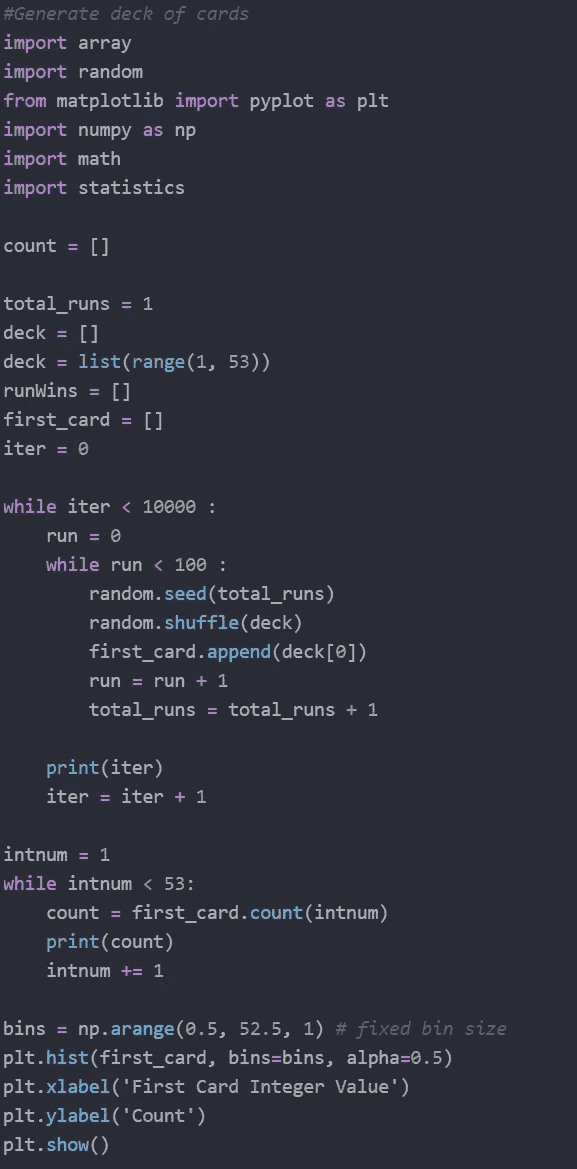 #Generate deck of cards
import array
import random
from matplotlib import pyplot as plt
import numpy as np
import math
import statistics

count = []

total_runs = 1
deck = []
deck = list(range(1, 53))
runWins = []
first_card = []
iter = 0

while iter < 10000 :
    run = 0
    while run < 100 :
        random.seed(total_runs)
        random.shuffle(deck)
        first_card.append(deck[0])
        run = run + 1
        total_runs = total_runs + 1

    print(iter)
    iter = iter + 1

intnum = 1
while intnum < 53:
    count = first_card.count(intnum)
    print(count)
    intnum += 1

bins = np.arange(0.5, 52.5, 1) # fixed bin size
plt.hist(first_card, bins=bins, alpha=0.5)
plt.xlabel('First Card Integer Value')
plt.ylabel('Count')
plt.show()